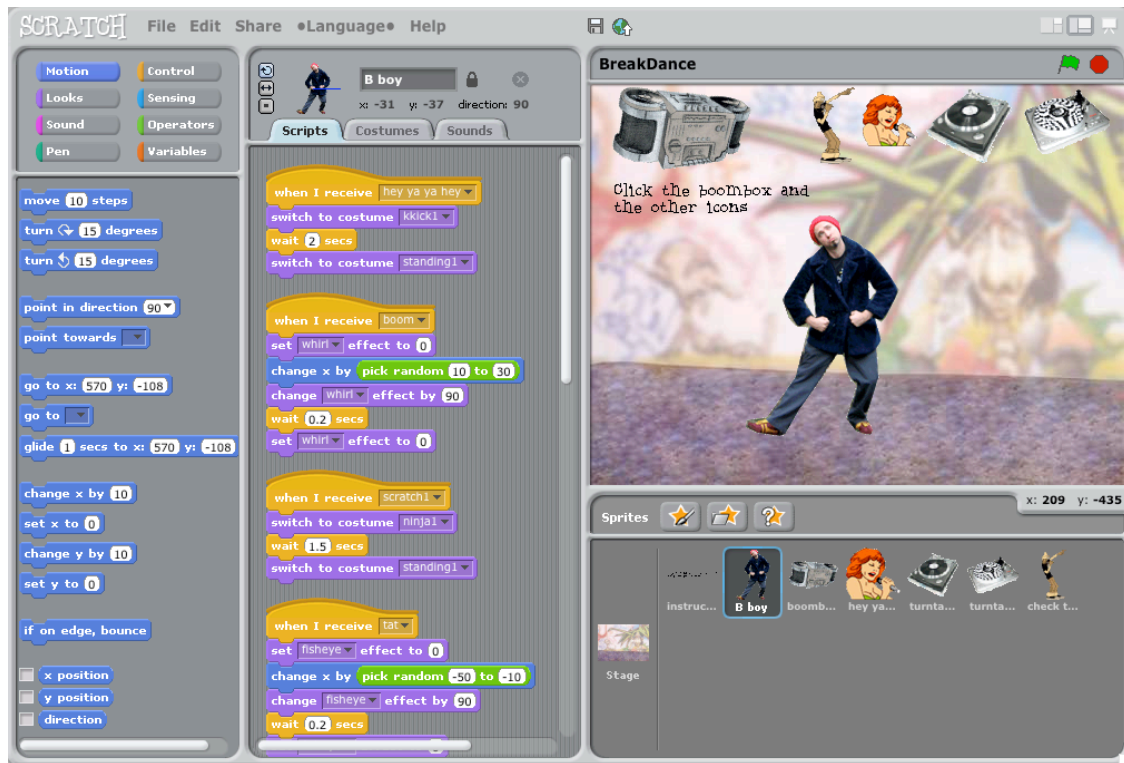 SCRATCH File Edit Share •Language• Help
Motion Control
Looks Sensing
Sound Operators
Pen Variables
move 10 steps
turn 15 degrees
turn 15 degrees
point in direction 90
point towards
go to x: 570 y: -108
go to
glide 1 secs to x: 570 y: -108
change x by 10
set x to 0
change y by 10
set y to 0
if on edge, bounce
x position
y position
direction
B boy
x: -31 y: -37 direction: 90
Scripts Costumes Sounds
when I receive hey ya ya hey
switch to costume kkick1
wait 2 secs
switch to costume standing1
when I receive boom
set whirl effect to 0
change x by pick random 10 to 30
change whirl effect by 90
wait 0.2 secs
set whirl effect to 0
when I receive scratch1
switch to costume ninja1
wait 1.5 secs
switch to costume standing1
when I receive tat
set fisheye effect to 0
change x by pick random -50 to -10
change fisheye effect by 90
wait 0.2 secs
BreakDance
Click the boombox and
the other icons
x: 209 y: -435
Sprites
instruc... B boy boomb... hey ya... turnta... turnta... check t...
Stage